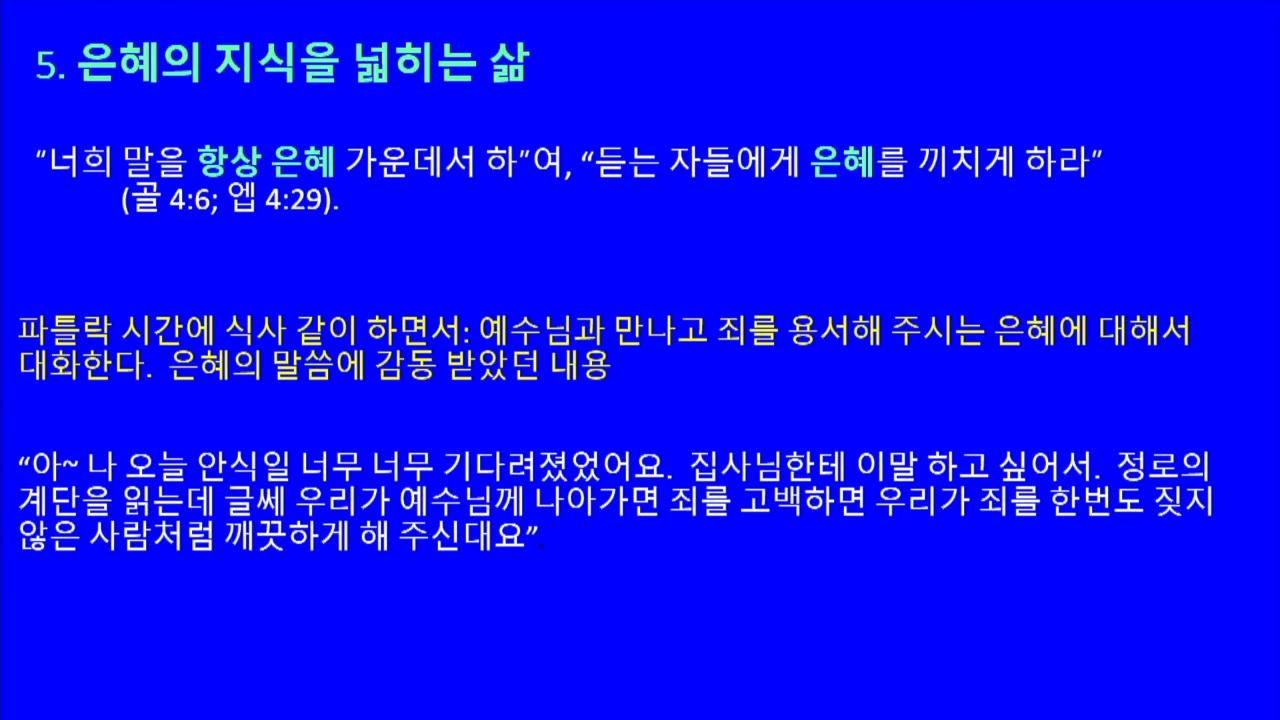 5. 은혜의 지식을 넓히는 삶
"너희 말을 항상 은혜 가운데서 하"여, “듣는 자들에게 은혜를 끼치게 하라”
(골 4:6; 엡 4:29).
파틀락 시간에 식사 같이 하면서: 예수님과 만나고 죄를 용서해 주시는 은혜에 대해서
대화한다. 은혜의 말씀에 감동 받았던 내용
“아~ 나 오늘 안식일 너무 너무 기다려졌었어요. 집사님한테 이말 하고 싶어서. 정로의
계단을 읽는데 글쎄 우리가 예수님께 나아가면 죄를 고백하면 우리가 죄를 한번도 짖지
않은 사람처럼 깨끗하게 해 주신대요”.